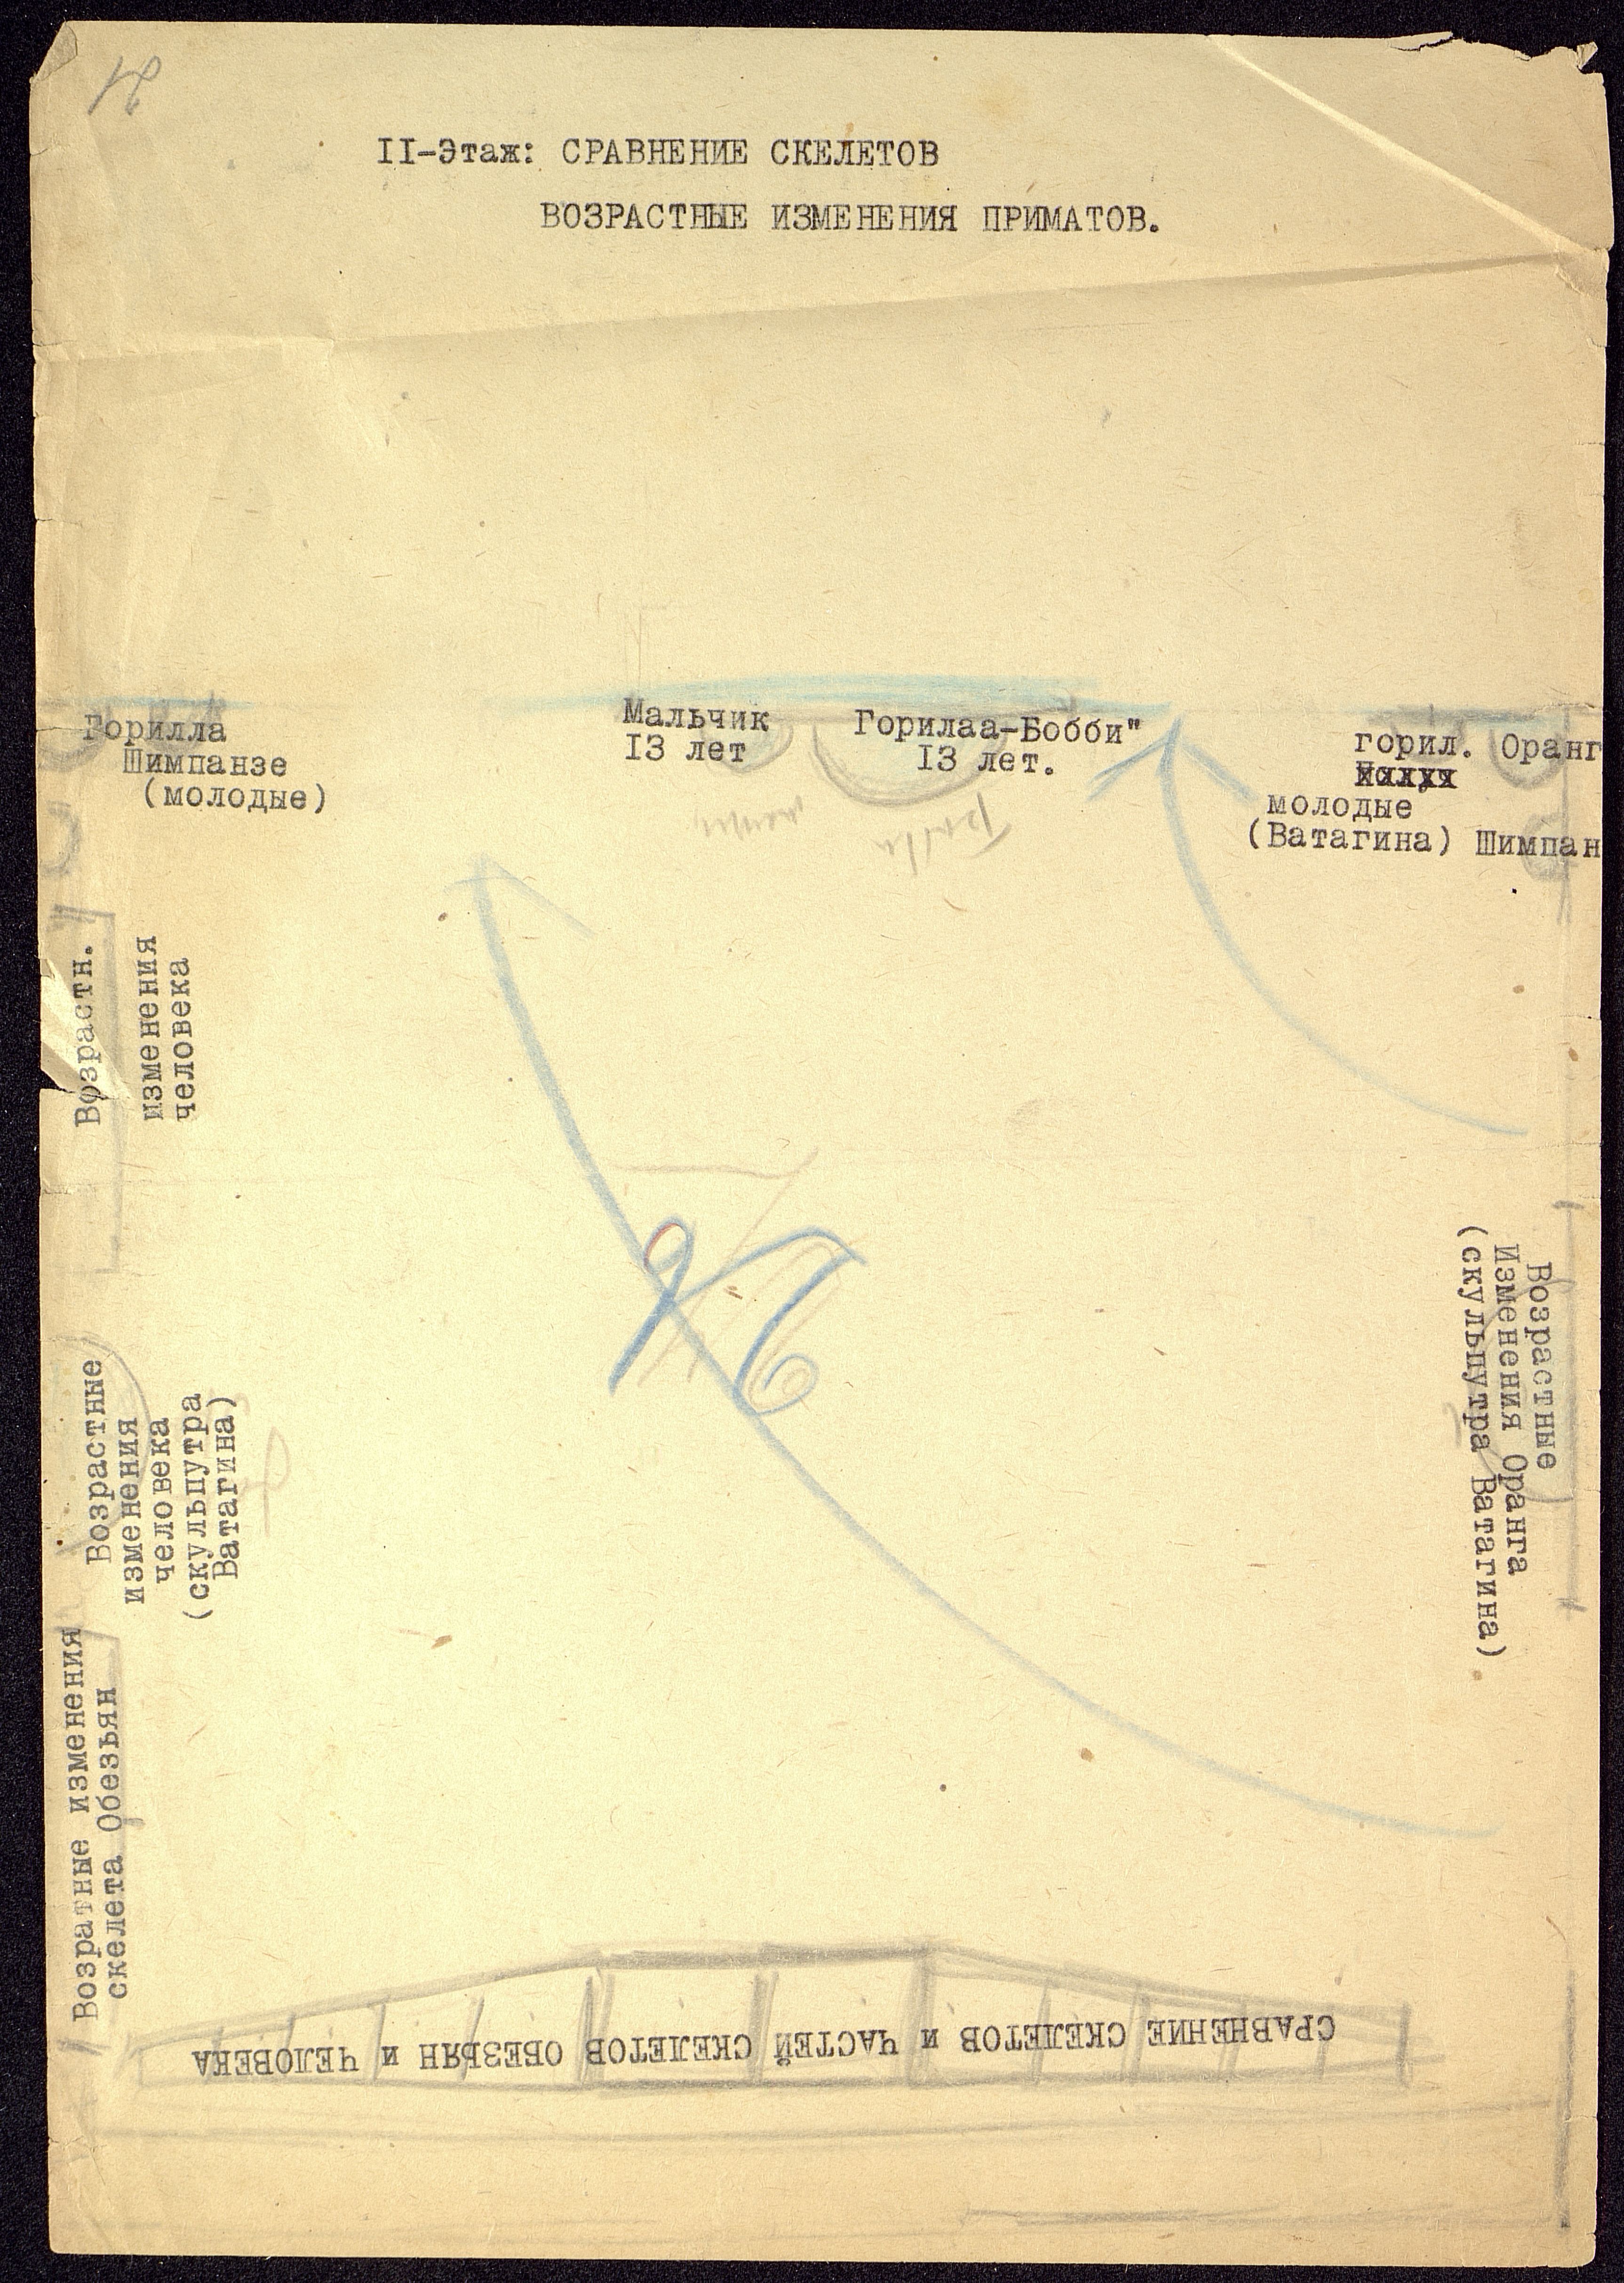 II-Этаж: СРАВНЕНИЕ СКЕЛЕТОВ
ВОЗРАСТНЫЕ ИЗМЕНЕНИЯ ПРИМАТОВ.
Горилла
Шимпанзе
(молодые)
Мальчик
13 лет
Горилаа-Бобби"
13 лет.
горил. Оранг
молодые
(Ватагина) Шимпан
Возрастн.
изменения
человека
Возрастные
изменения
человека
(скульпутра
Ватагина)
Возратные изменения
скелета Обезьян
Возрастные
Изменения Оранга
(скульпутра Ватагина)
СРАВНЕНИЕ СКЕЛЕТОВ и ЧАСТЕЙ СКЕЛЕТОВ ОБЕЗЬЯН и ЧЕЛОВЕКА